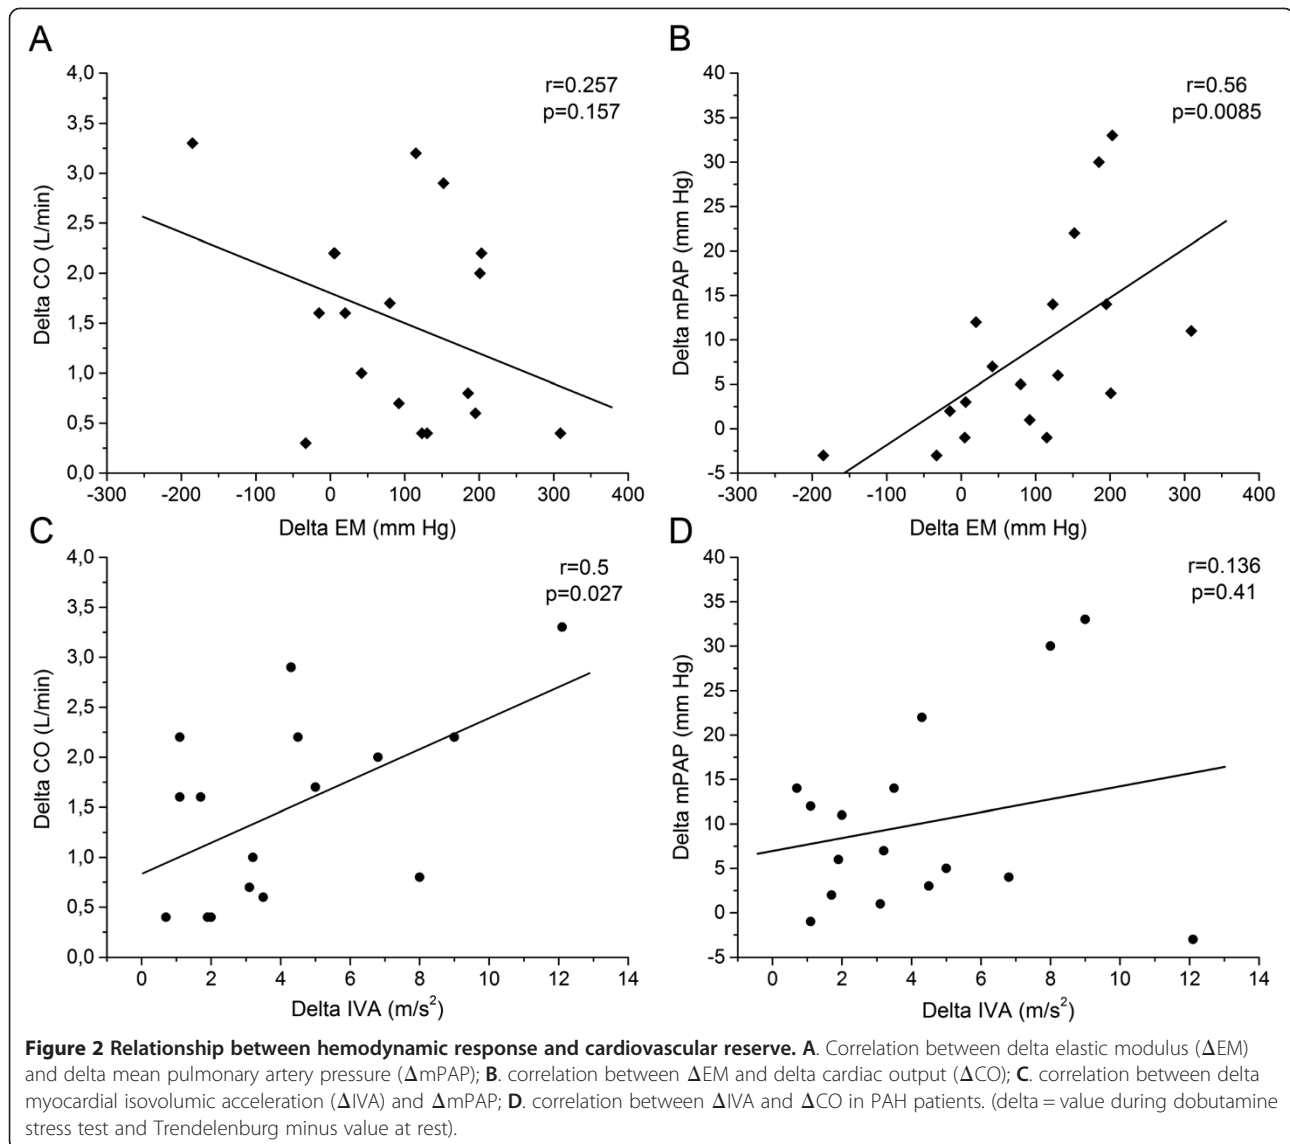 A
4,0
3,5
3,0
2,5
2,0
1,5
1,0
0,5
0,0
Delta CO (L/min)
r=0.257
p=0.157
-300 -200 -100 0 100 200 300 400
Delta EM (mm Hg)
B
40
35
30
25
20
15
10
5
0
-5
Delta mPAP (mm Hg)
r=0.56
p=0.0085
-300 -200 -100 0 100 200 300 400
Delta EM (mm Hg)
C
4,0
3,5
3,0
2,5
2,0
1,5
1,0
0,5
0,0
Delta CO (L/min)
r=0.5
p=0.027
0 2 4 6 8 10 12 14
Delta IVA (m/s²)
D
40
35
30
25
20
15
10
5
0
-5
Delta mPAP (mm Hg)
r=0.136
p=0.41
0 2 4 6 8 10 12 14
Delta IVA (m/s²)
Figure 2 Relationship between hemodynamic response and cardiovascular reserve. A. Correlation between delta elastic modulus (ΔEM)
and delta mean pulmonary artery pressure (ΔmPAP); B. correlation between ΔEM and delta cardiac output (ΔCO); C. correlation between delta
myocardial isovolumic acceleration (ΔIVA) and ΔmPAP; D. correlation between ΔIVA and ΔCO in PAH patients. (delta = value during dobutamine
stress test and Trendelenburg minus value at rest).